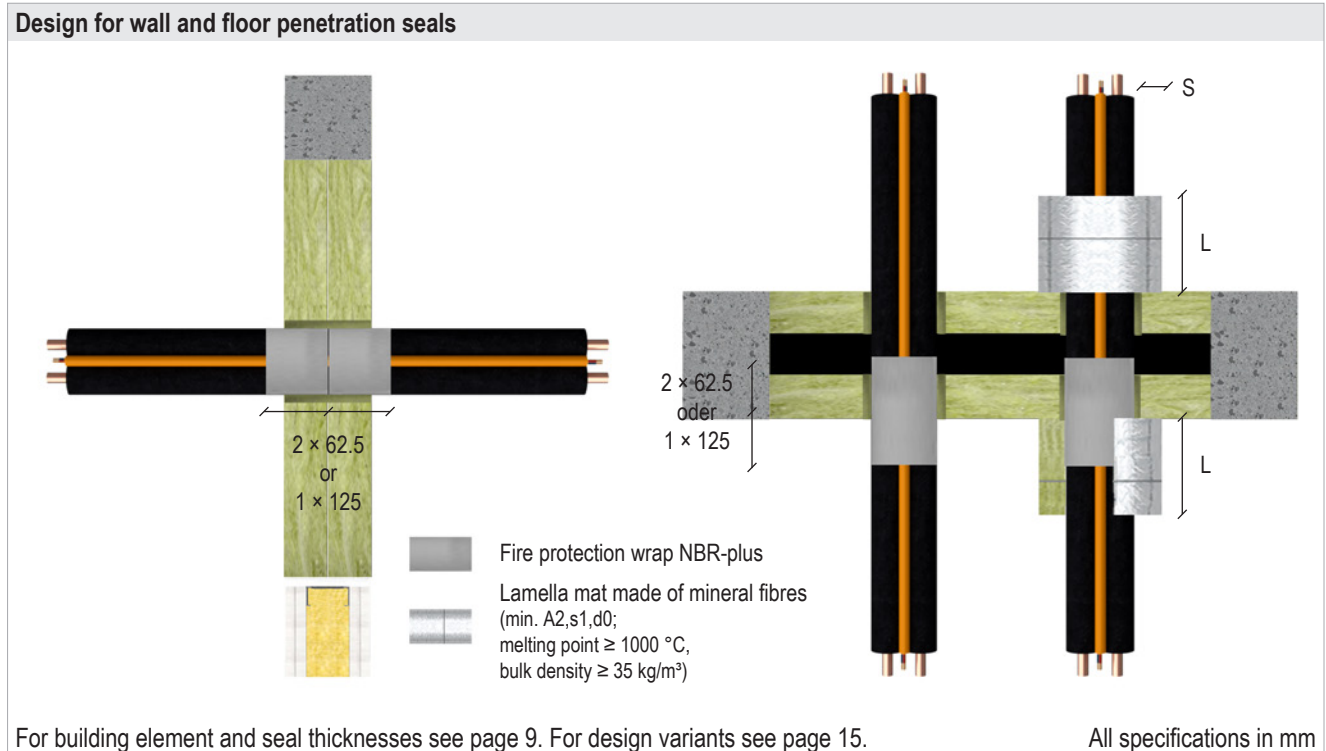 Design for wall and floor penetration seals
S
L
2 × 62.5
oder
1 × 125
L
2 × 62.5
or
1 × 125
Fire protection wrap NBR-plus
Lamella mat made of mineral fibres
(min. A2,s1,d0;
melting point ≥ 1000 °C,
bulk density ≥ 35 kg/m³)
For building element and seal thicknesses see page 9. For design variants see page 15.
All specifications in mm